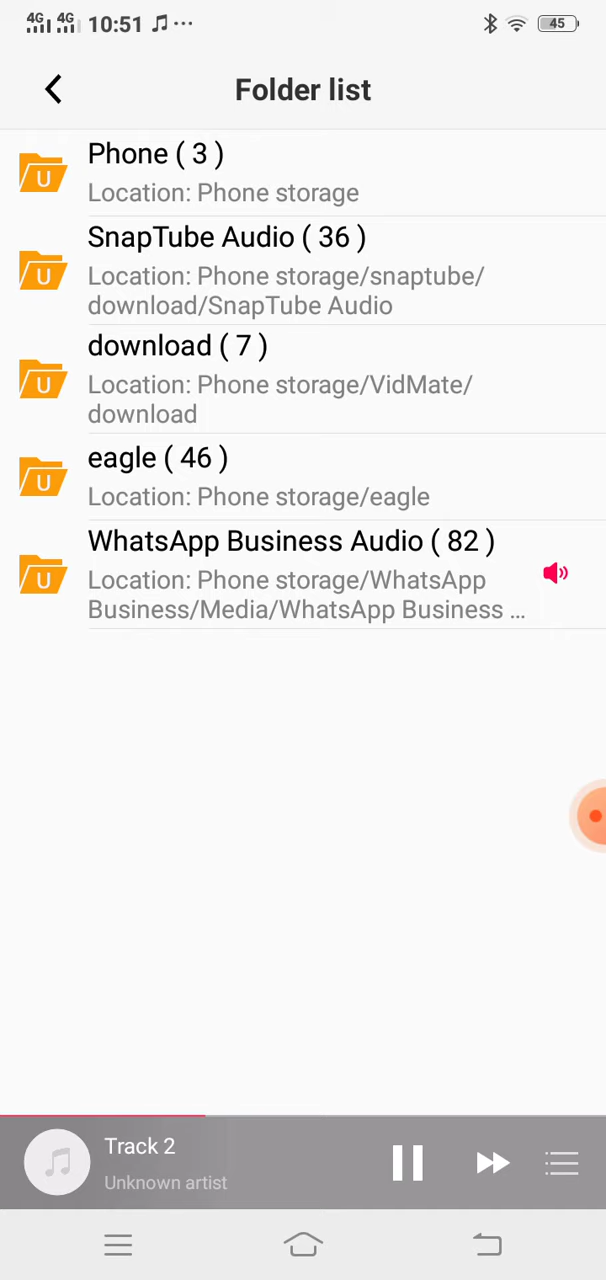 4G 4G 10:51 ... 45
Folder list
Phone ( 3 )
Location: Phone storage
SnapTube Audio ( 36 )
Location: Phone storage/snaptube/
download/SnapTube Audio
download ( 7 )
Location: Phone storage/VidMate/
download
eagle ( 46 )
Location: Phone storage/eagle
WhatsApp Business Audio ( 82 )
Location: Phone storage/WhatsApp
Business/Media/WhatsApp Business ...
U
U
U
U
U
Track 2
Unknown artist